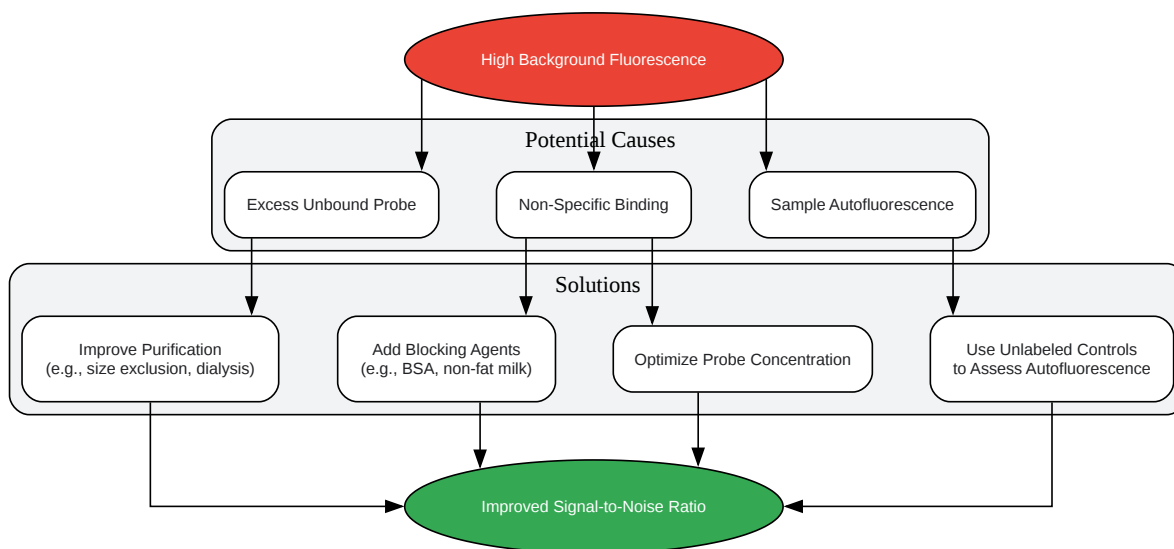 High Background Fluorescence
Potential Causes
Excess Unbound Probe
Non-Specific Binding
Sample Autofluorescence
Solutions
Improve Purification
(e.g., size exclusion, dialysis)
Add Blocking Agents
(e.g., BSA, non-fat milk)
Optimize Probe Concentration
Use Unlabeled Controls
to Assess Autofluorescence
Improved Signal-to-Noise Ratio